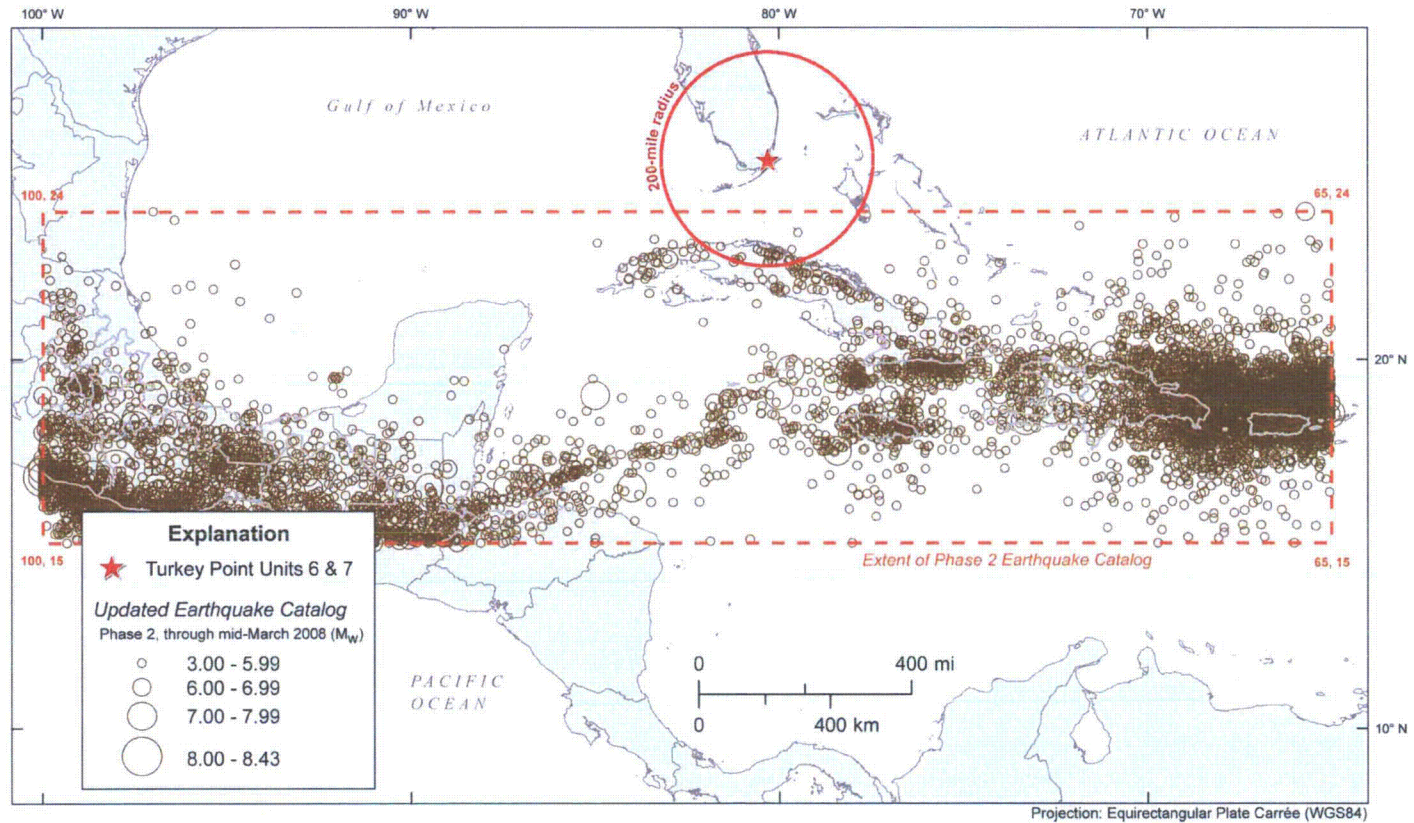 100° W
90° W
80° W
70° W
Gulf of Mexico
200-mile radius
ATLANTIC OCEAN
100, 24
65, 24
20° N
Explanation
Turkey Point Units 6 & 7
Updated Earthquake Catalog
Phase 2, through mid-March 2008 (Mw)
3.00 - 5.99
6.00 - 6.99
7.00 - 7.99
8.00 - 8.43
100, 15
Extent of Phase 2 Earthquake Catalog
65, 15
0
400 mi
0
400 km
PACIFIC
OCEAN
10° N
Projection: Equirectangular Plate Carrée (WGS84)